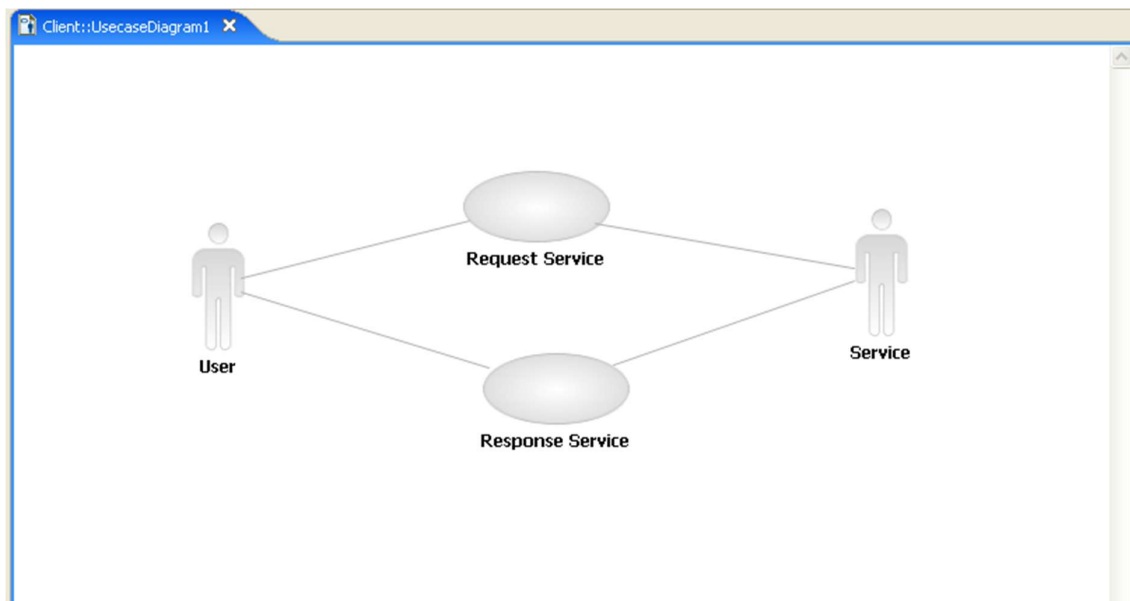 Client::UsecaseDiagram1
Request Service
User
Service
Response Service